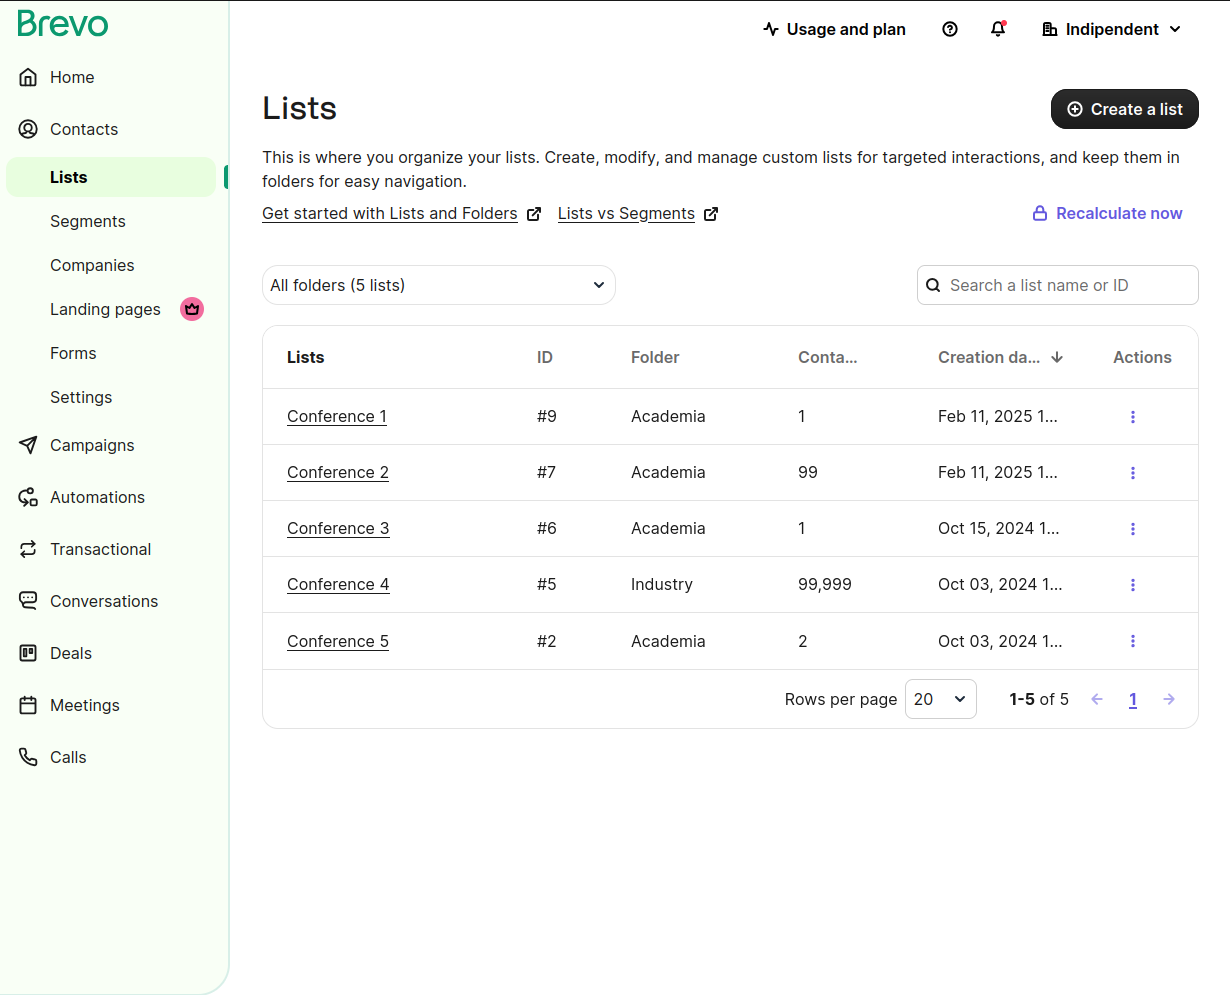 Brevo
Usage and plan
Indipendent
Home
Contacts
Lists
Segments
Companies
Landing pages
Forms
Settings
Campaigns
Automations
Transactional
Conversations
Deals
Meetings
Calls
Lists
Create a list
This is where you organize your lists. Create, modify, and manage custom lists for targeted interactions, and keep them in
folders for easy navigation.
Get started with Lists and Folders Lists vs Segments Recalculate now
All folders (5 lists) Search a list name or ID
Lists ID Folder Conta... Creation da... Actions
Conference 1 #9 Academia 1 Feb 11, 2025 1...
Conference 2 #7 Academia 99 Feb 11, 2025 1...
Conference 3 #6 Academia 1 Oct 15, 2024 1...
Conference 4 #5 Industry 99,999 Oct 03, 2024 1...
Conference 5 #2 Academia 2 Oct 03, 2024 1...
Rows per page 20 1-5 of 5 1